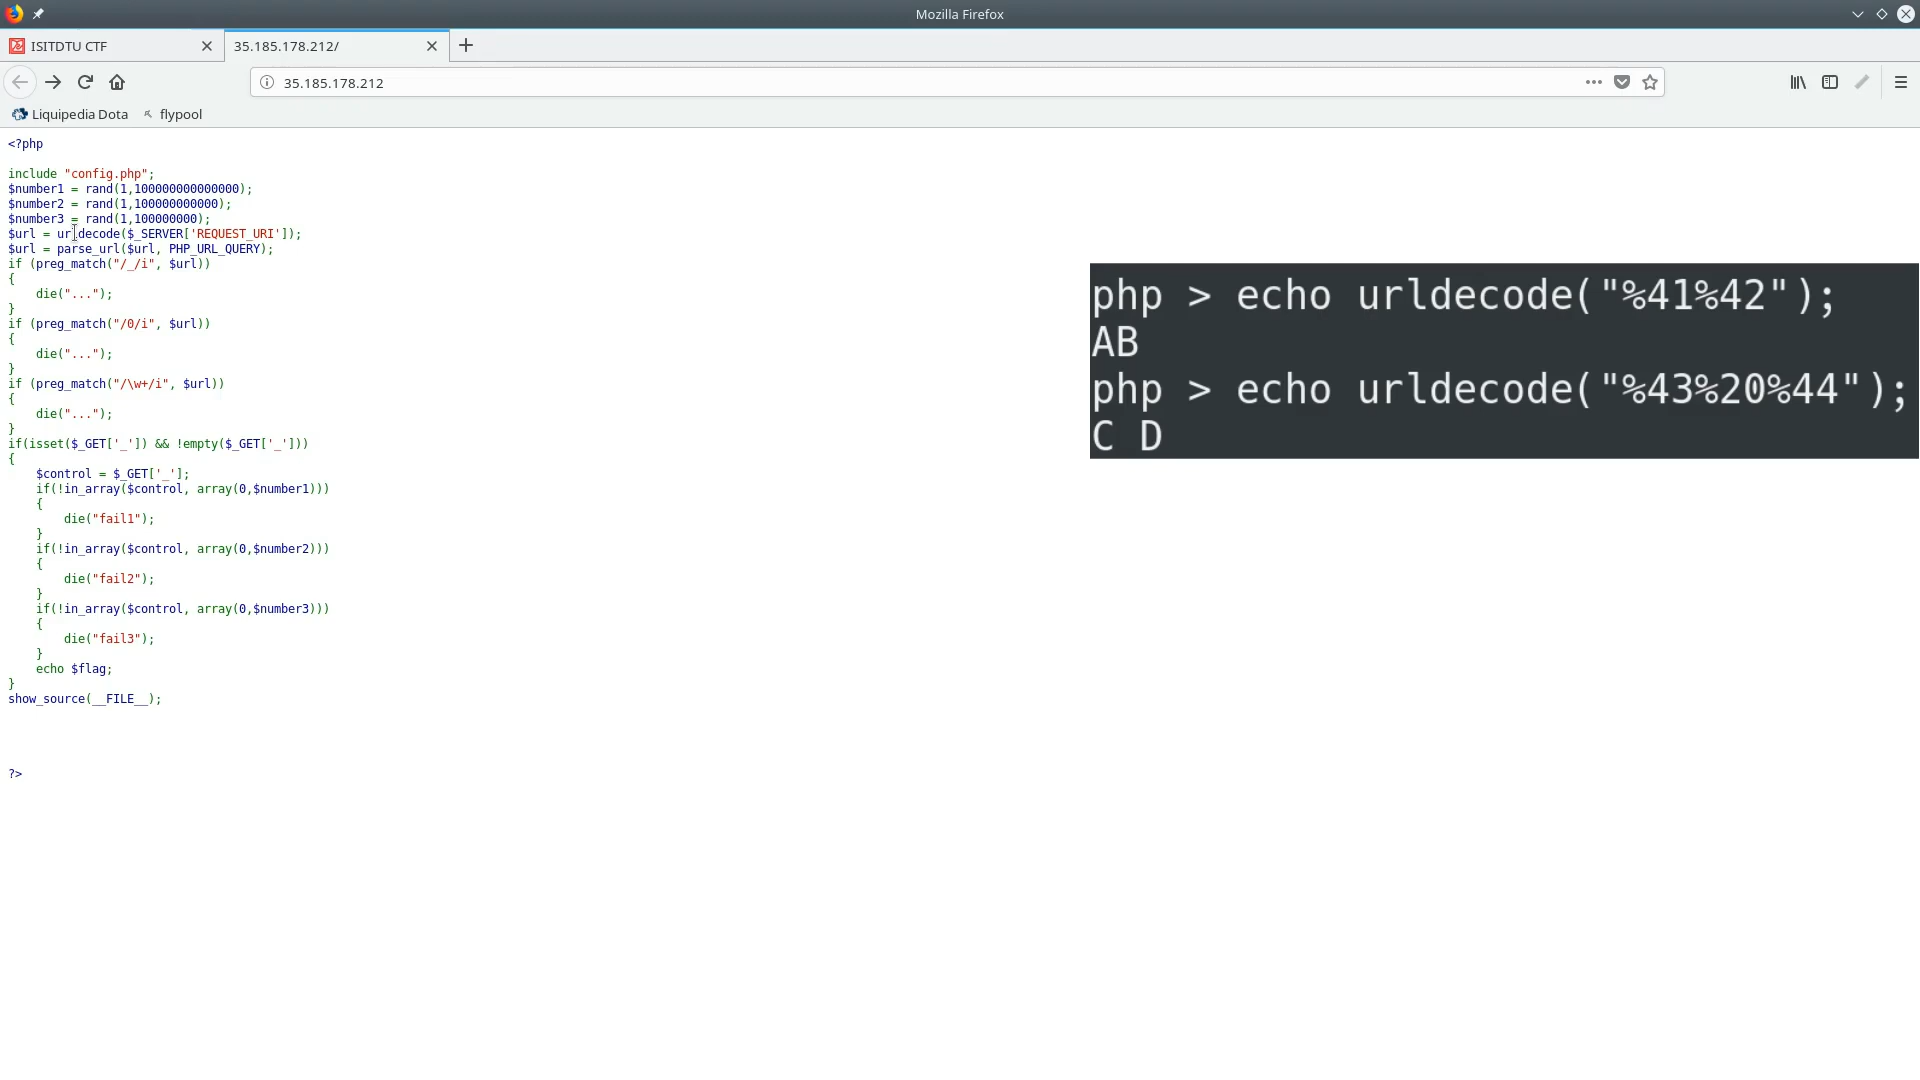 Mozilla Firefox
ISITDTU CTF
35.185.178.212/
35.185.178.212
Liquipedia Dota
flypool
<?php
include "config.php";
$number1 = rand(1,100000000000000);
$number2 = rand(1,100000000000);
$number3 = rand(1,100000000);
$url = urldecode($_SERVER['REQUEST_URI']);
$url = parse_url($url, PHP_URL_QUERY);
if (preg_match("/_/i", $url))
{
    die("...");
}
if (preg_match("/0/i", $url))
{
    die("...");
}
if (preg_match("/\w+/i", $url))
{
    die("...");
}
if(isset($_GET['_']) && !empty($_GET['_']))
{
    $control = $_GET['_'];
    if(!in_array($control, array(0,$number1)))
    {
        die("fail1");
    }
    if(!in_array($control, array(0,$number2)))
    {
        die("fail2");
    }
    if(!in_array($control, array(0,$number3)))
    {
        die("fail3");
    }
    echo $flag;
}
show_source(__FILE__);
?>
php > echo urldecode("%41%42");
AB
php > echo urldecode("%43%20%44");
C D